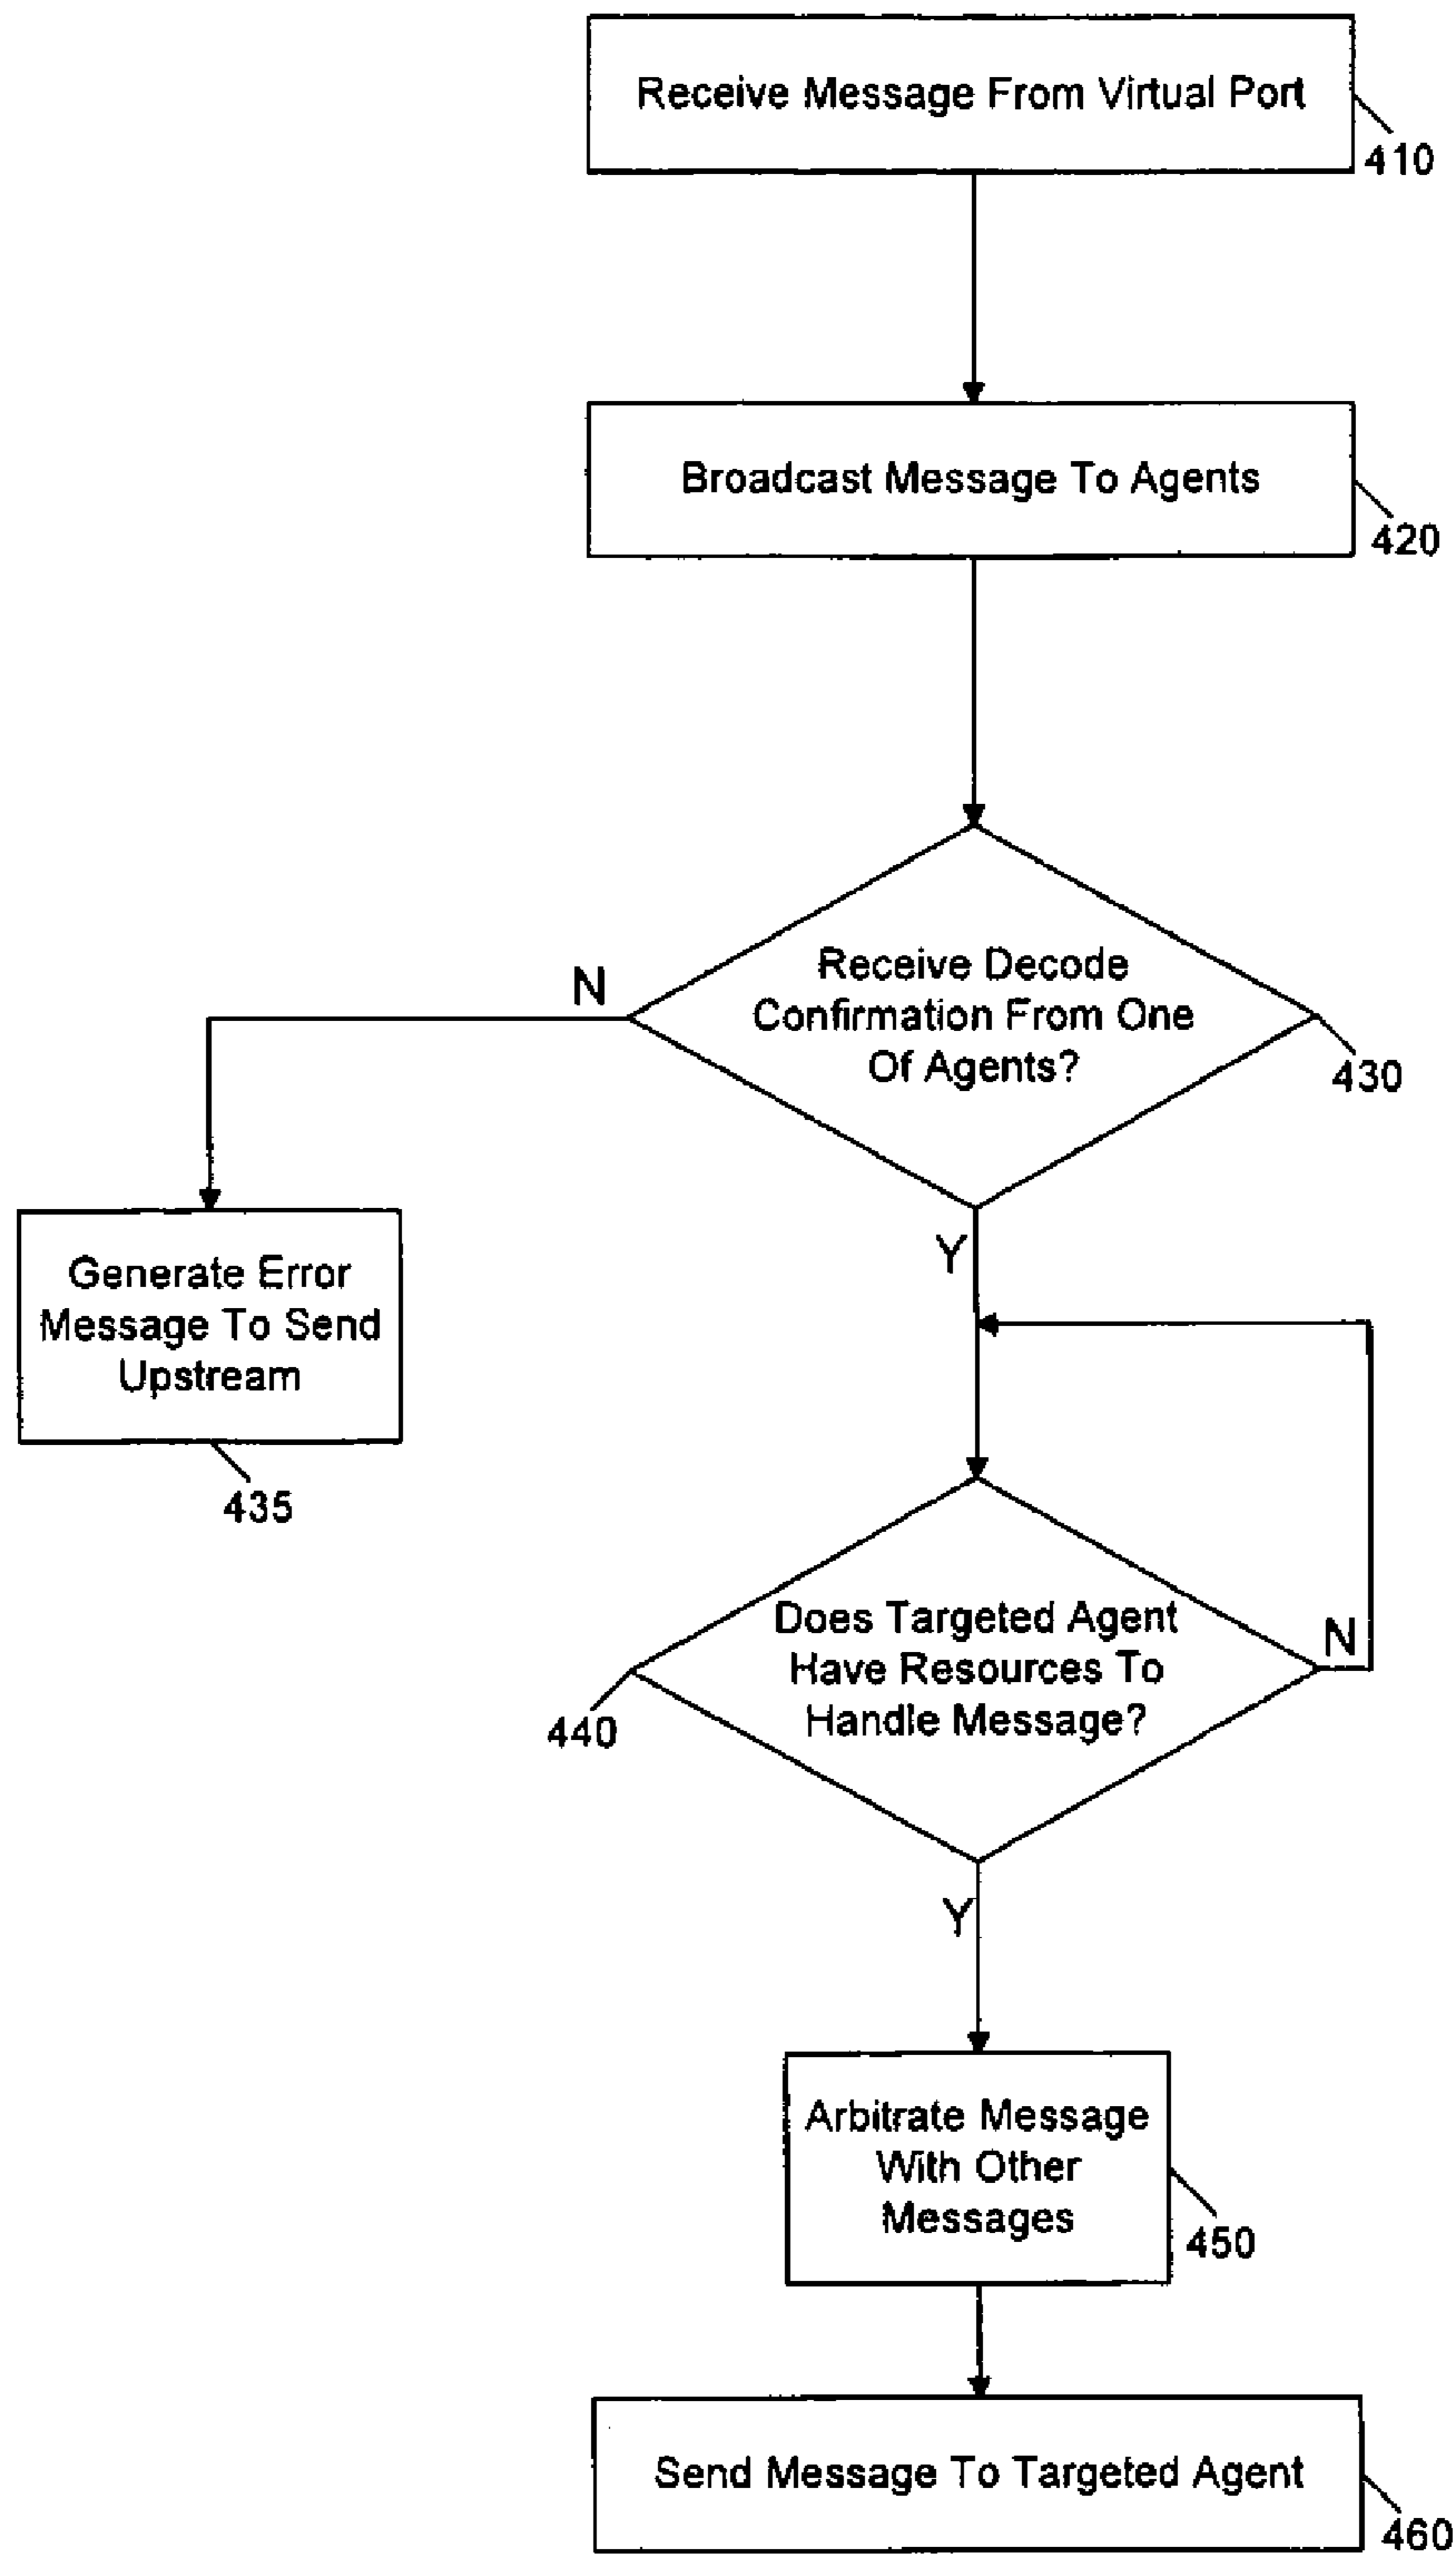 Receive Message From Virtual Port
410
Broadcast Message To Agents
420
Receive Decode
Confirmation From One
Of Agents?
430
N
Y
Generate Error
Message To Send
Upstream
435
Does Targeted Agent
Have Resources To
Handle Message?
440
N
Y
Arbitrate Message
With Other
Messages
450
Send Message To Targeted Agent
460